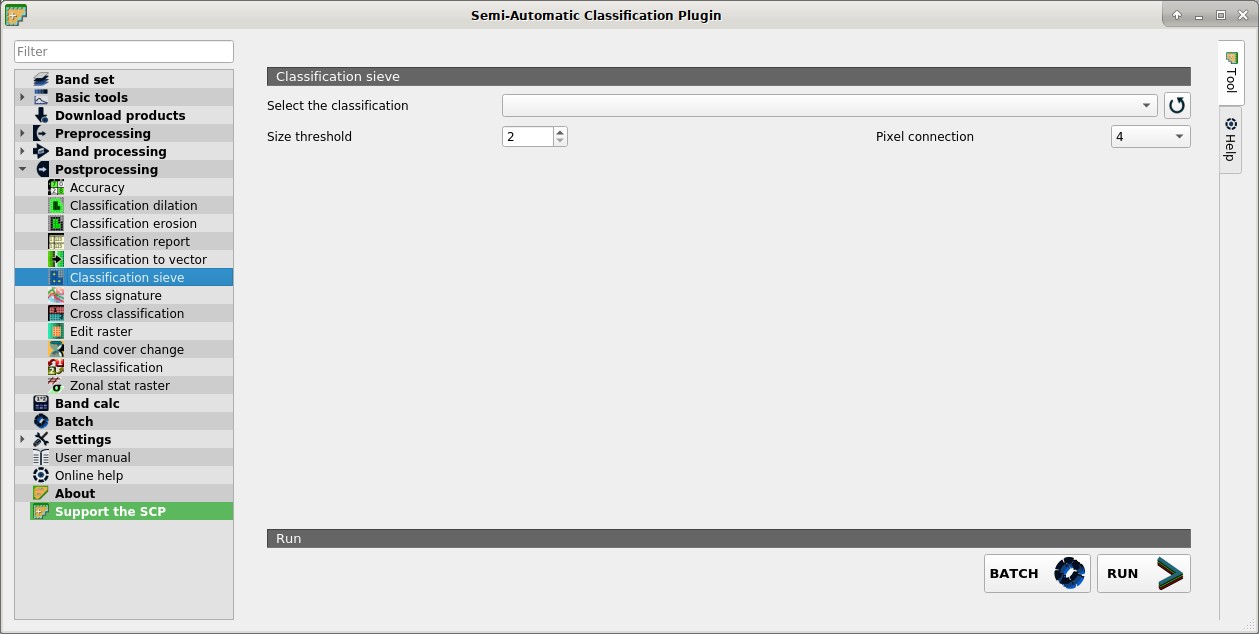 Semi-Automatic Classification Plugin
Filter
Band set
Basic tools
Download products
Preprocessing
Band processing
Postprocessing
Accuracy
Classification dilation
Classification erosion
Classification report
Classification to vector
Classification sieve
Class signature
Cross classification
Edit raster
Land cover change
Reclassification
Zonal stat raster
Band calc
Batch
Settings
User manual
Online help
About
Support the SCP
Classification sieve
Select the classification
Size threshold 2 Pixel connection 4
Run
BATCH RUN
Tool
Help